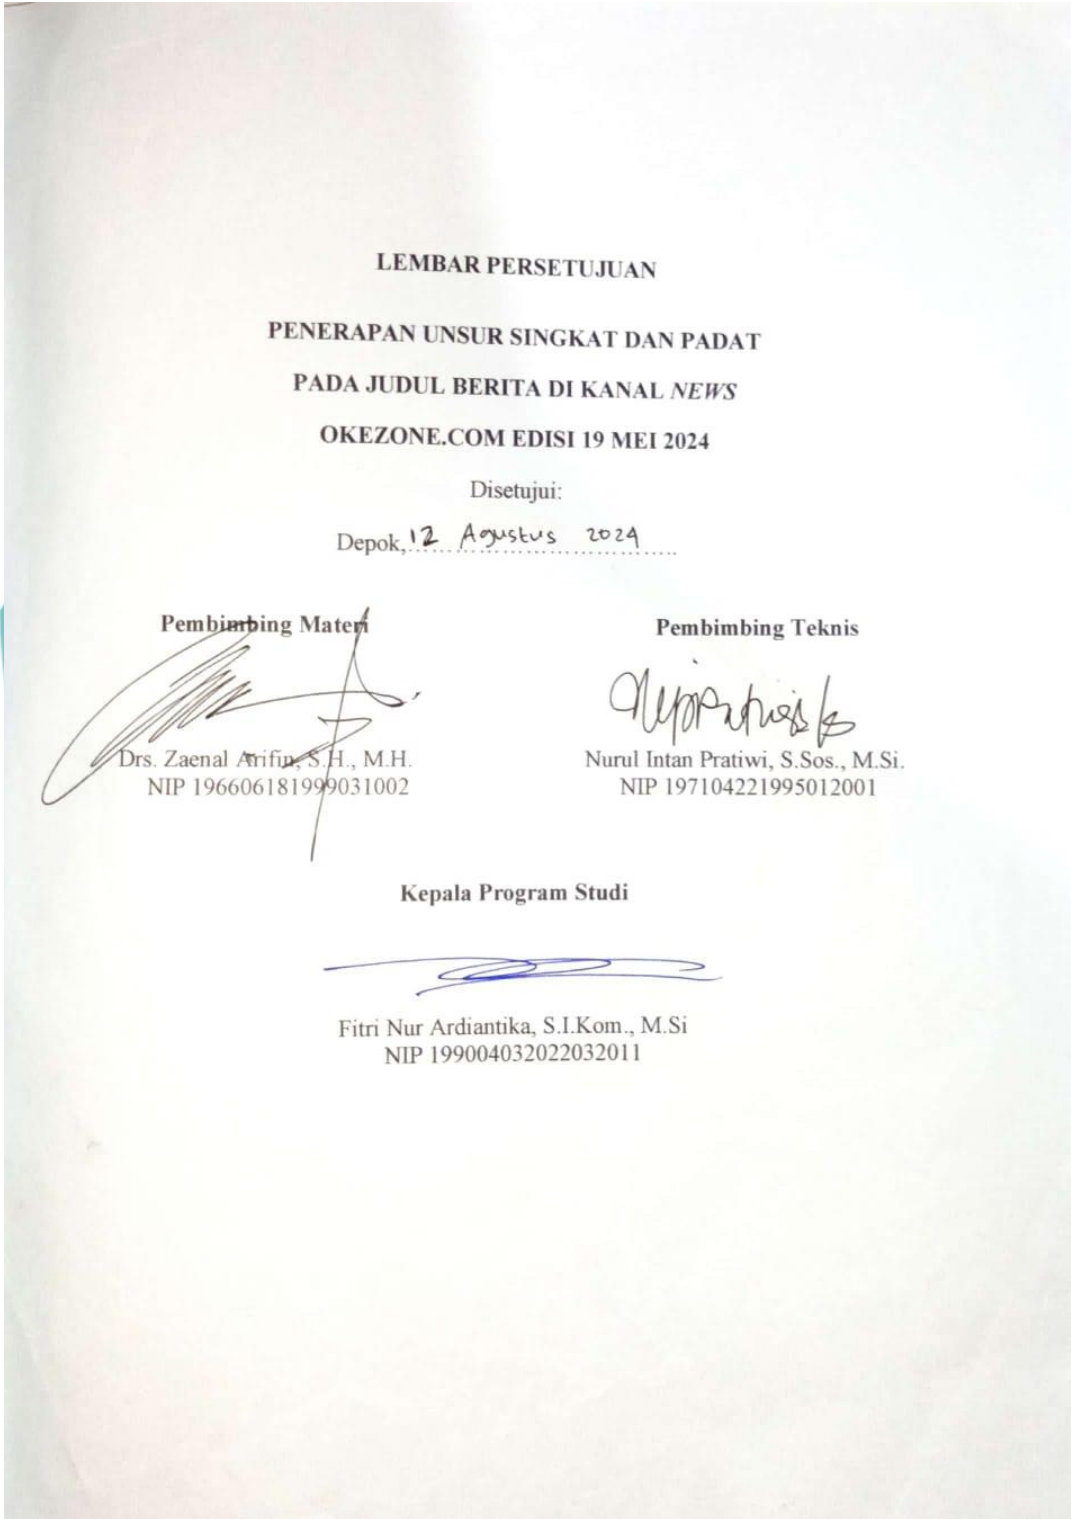 LEMBAR PERSETUJUAN
PENERAPAN UNSUR SINGKAT DAN PADAT
PADA JUDUL BERITA DI KANAL NEWS
OKEZONE.COM EDISI 19 MEI 2024
Disetujui:
Depok, 12 Agustus 2024
Pembimbing Materi
Drs. Zaenal Arifin, S.H., M.H.
NIP 196606181999031002
Pembimbing Teknis
Nurul Intan Pratiwi, S.Sos., M.Si.
NIP 197104221995012001
Kepala Program Studi
Fitri Nur Ardiantika, S.I.Kom., M.Si
NIP 199004032022032011